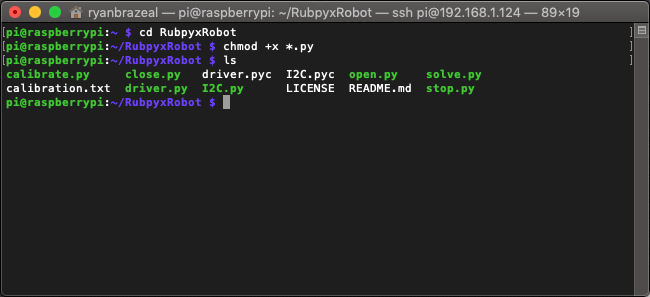 ryanbrazeal — pi@raspberrypi: ~/RubpyxRobot — ssh pi@192.168.1.124 — 89×19
[pi@raspberrypi:~ $ cd RubpyxRobot ]
[pi@raspberrypi:~/RubpyxRobot $ chmod +x *.py ]
[pi@raspberrypi:~/RubpyxRobot $ ls ]
calibrate.py close.py driver.pyc I2C.pyc open.py solve.py
calibration.txt driver.py I2C.py LICENSE README.md stop.py
pi@raspberrypi:~/RubpyxRobot $